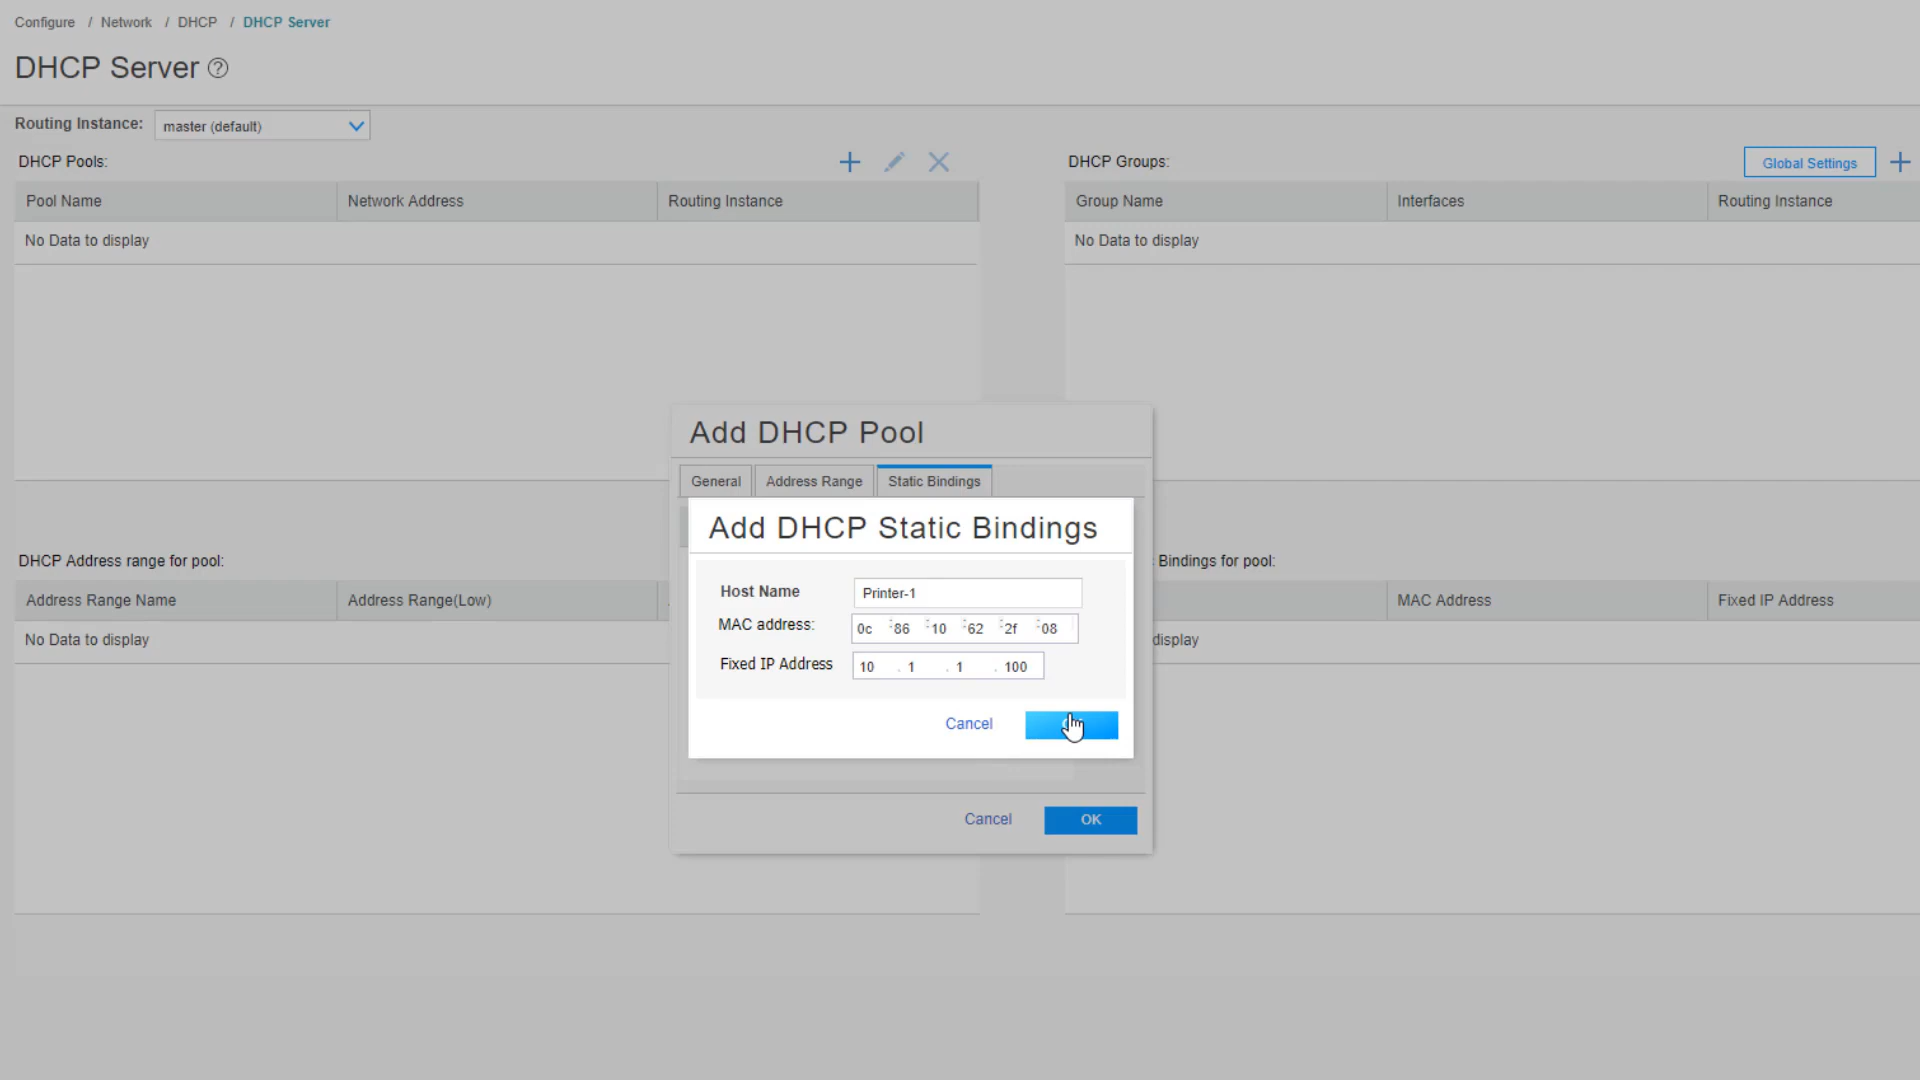 Configure / Network / DHCP / DHCP Server
DHCP Server ?
Routing Instance: master (default)
DHCP Pools:
Pool Name Network Address Routing Instance
No Data to display
DHCP Groups: Global Settings
Group Name Interfaces Routing Instance
No Data to display
Add DHCP Pool
General Address Range Static Bindings
Add DHCP Static Bindings
Host Name Printer-1
MAC address: 0c : 86 : 10 : 62 : 2f : 08
Fixed IP Address 10 . 1 . 1 . 100
Cancel
Cancel OK
DHCP Address range for pool:
Address Range Name Address Range(Low)
No Data to display
Bindings for pool:
MAC Address Fixed IP Address
display